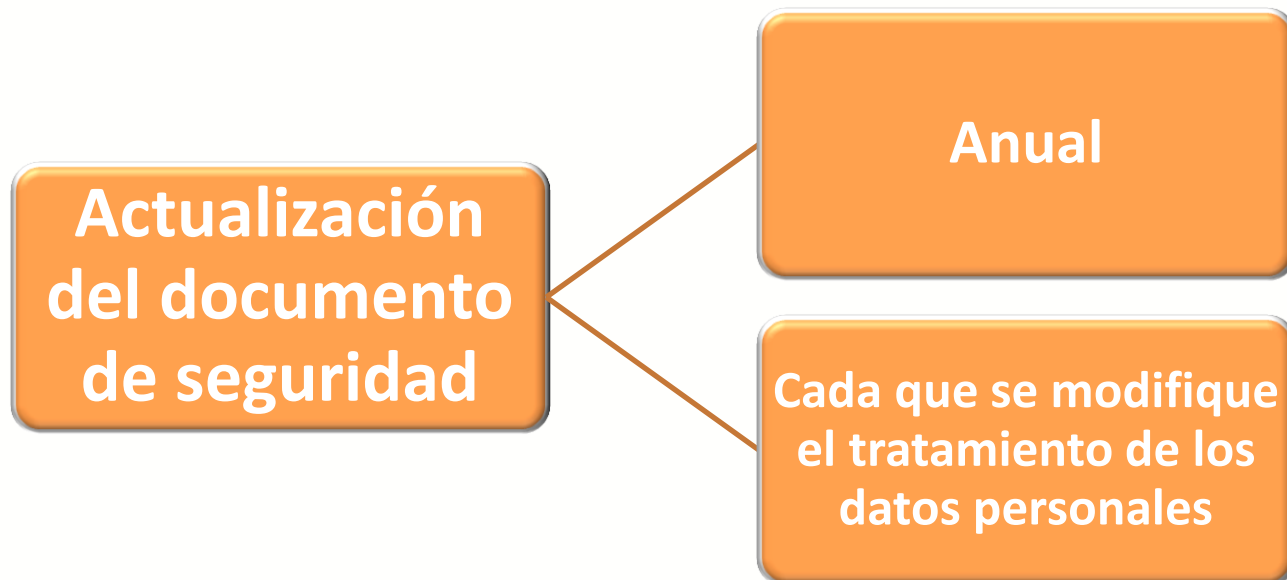 Actualización
del documento
de seguridad
Anual
Cada que se modifique
el tratamiento de los
datos personales